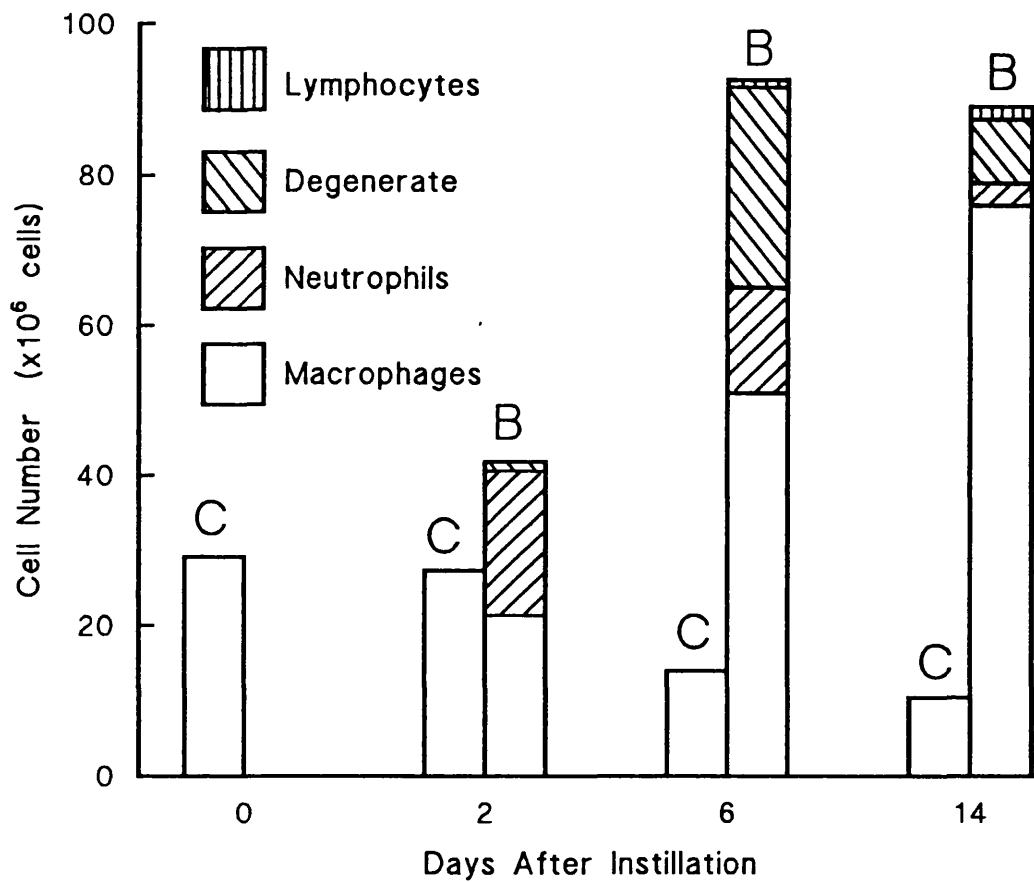 100
80
60
40
20
0
Cell Number (x10⁶ cells)
Lymphocytes
Degenerate
Neutrophils
Macrophages
C
C
B
C
B
C
B
0 2 6 14
Days After Instillation